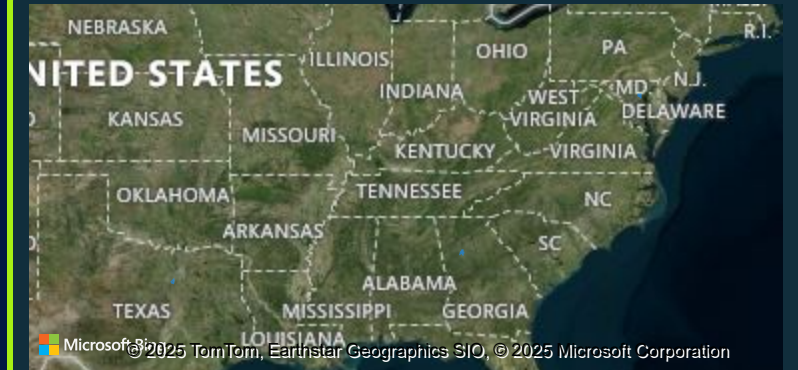 NEBRASKA
ILLINOIS
OHIO
PA
R.I.
NITED STATES
INDIANA
MD.
N.J.
WEST
VIRGINIA
DELAWARE
KANSAS
MISSOURI
KENTUCKY
VIRGINIA
OKLAHOMA
TENNESSEE
NC
ARKANSAS
SC
ALABAMA
TEXAS
MISSISSIPPI
GEORGIA
LOUISIANA
Microsoft Bing
© 2025 TomTom, Earthstar Geographics SIO, © 2025 Microsoft Corporation